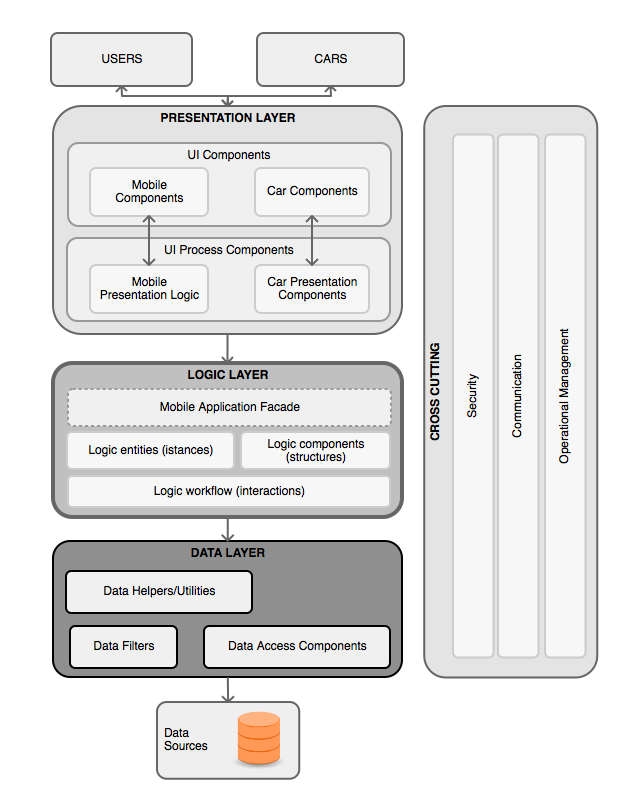 USERS
CARS
PRESENTATION LAYER
UI Components
Mobile
Components
Car Components
UI Process Components
Mobile
Presentation Logic
Car Presentation
Components
LOGIC LAYER
Mobile Application Facade
Logic entities (istances)
Logic components
(structures)
Logic workflow (interactions)
DATA LAYER
Data Helpers/Utilities
Data Filters
Data Access Components
Data
Sources
CROSS CUTTING
Security
Communication
Operational Management